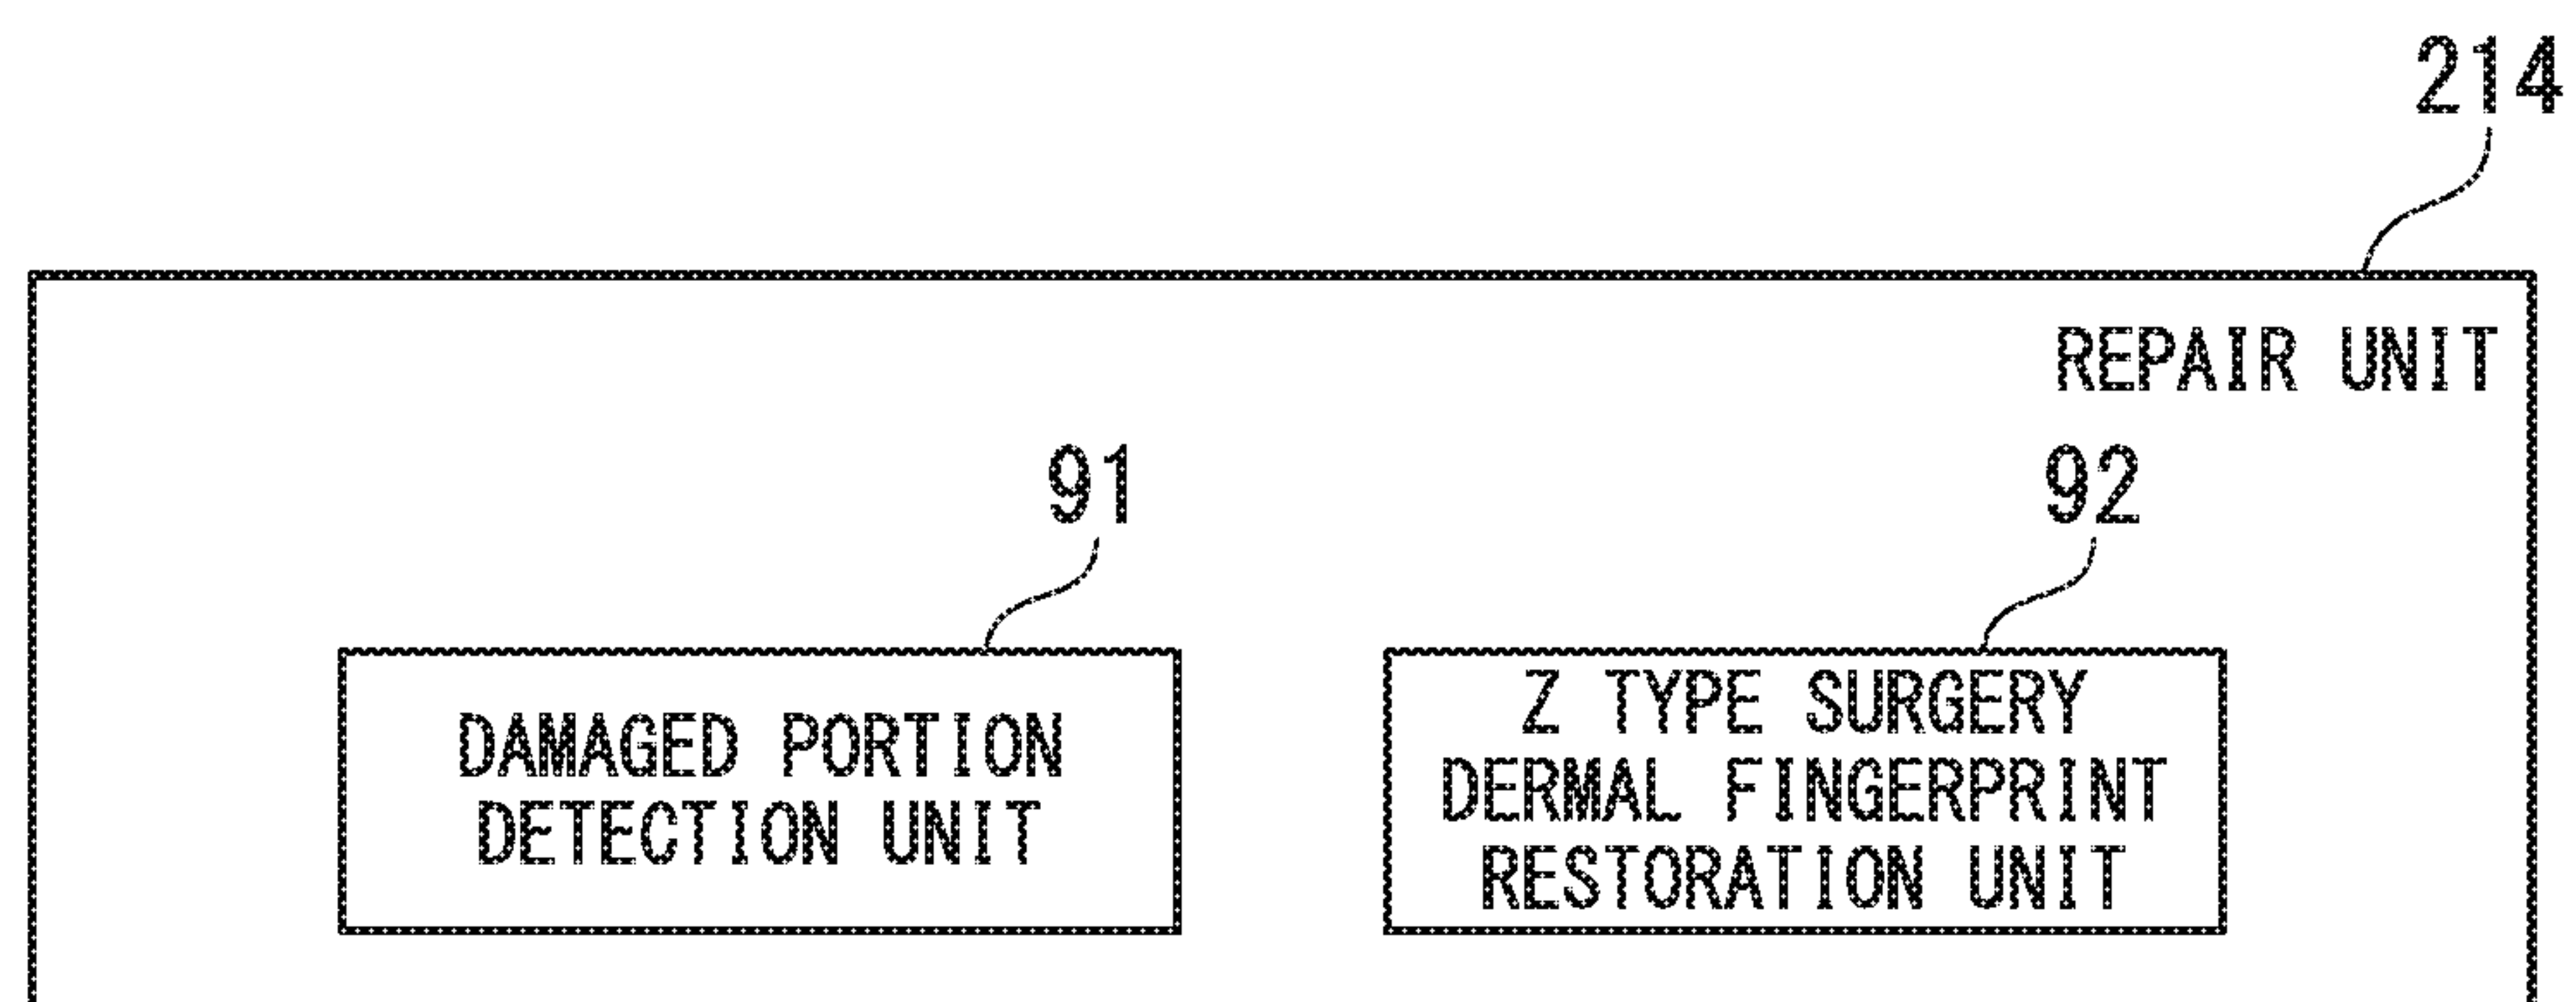 214
REPAIR UNIT
91
92
DAMAGED PORTION
DETECTION UNIT
Z TYPE SURGERY
DERMAL FINGERPRINT
RESTORATION UNIT